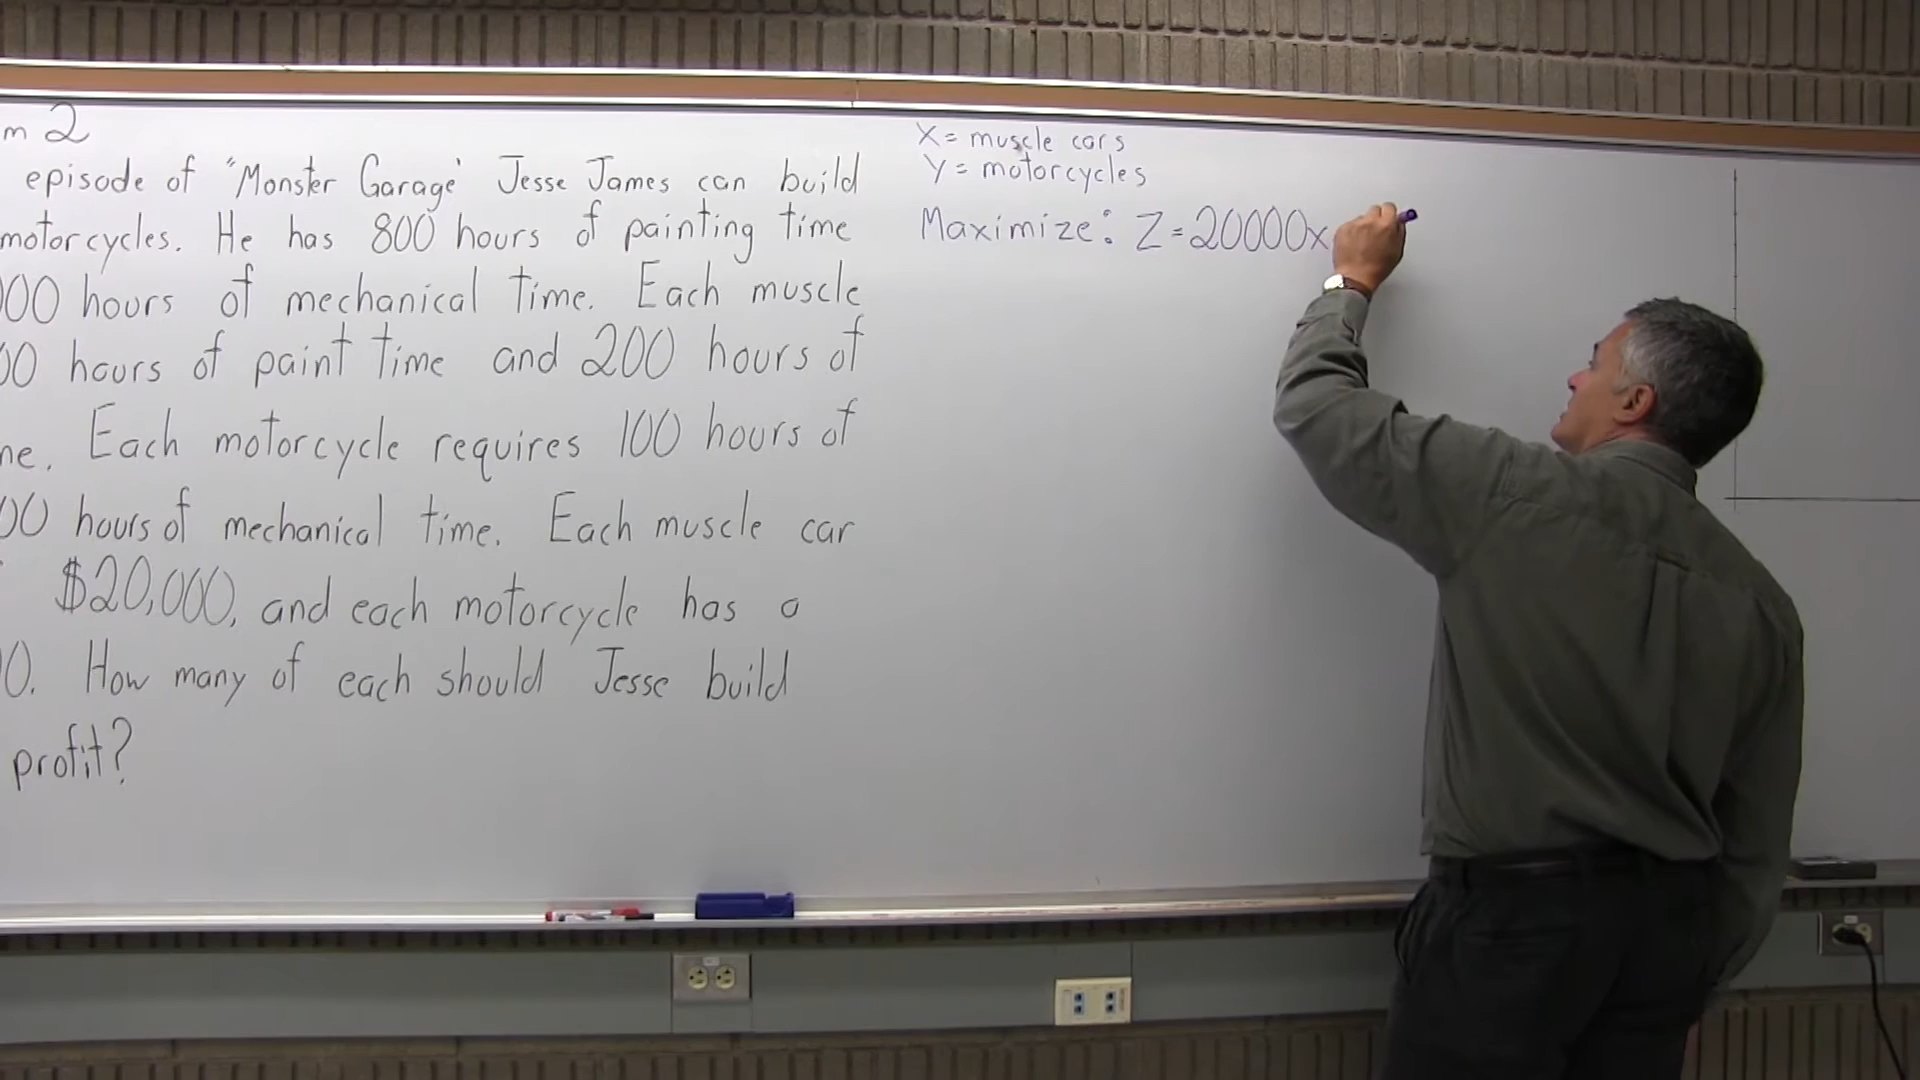 m 2
episode of "Monster Garage" Jesse James can build
motorcycles. He has 800 hours of painting time
00 hours of mechanical time. Each muscle
00 hours of paint time and 200 hours of
ne. Each motorcycle requires 100 hours of
00 hours of mechanical time. Each muscle car
$20,000, and each motorcycle has a
0. How many of each should Jesse build
profit?
X = muscle cars
Y = motorcycles
Maximize: Z = 20000x